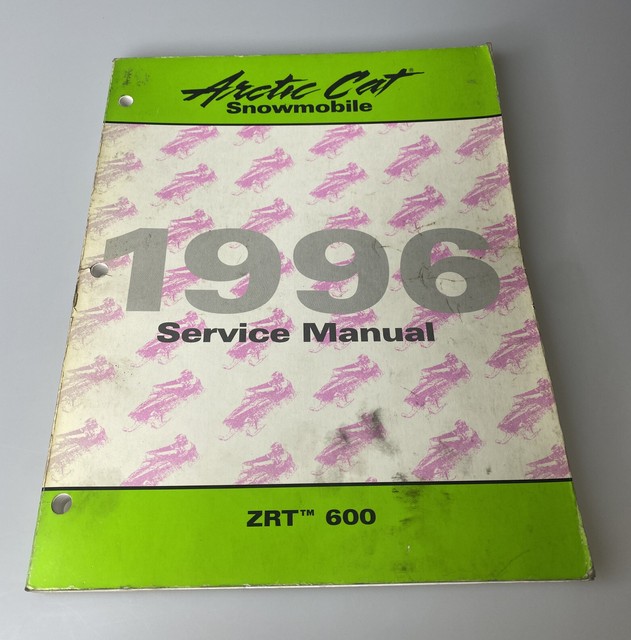 Arctic Cat®
Snowmobile
1996
Service Manual
ZRT™ 600